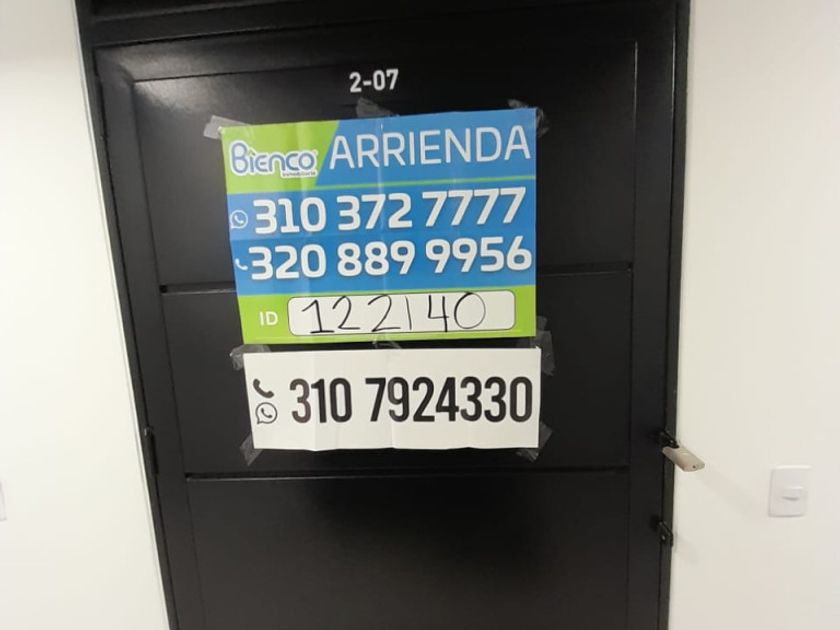 2-07
Bienco
inmobiliaria
ARRIENDA
310 372 7777
320 889 9956
ID 122140
310 7924330